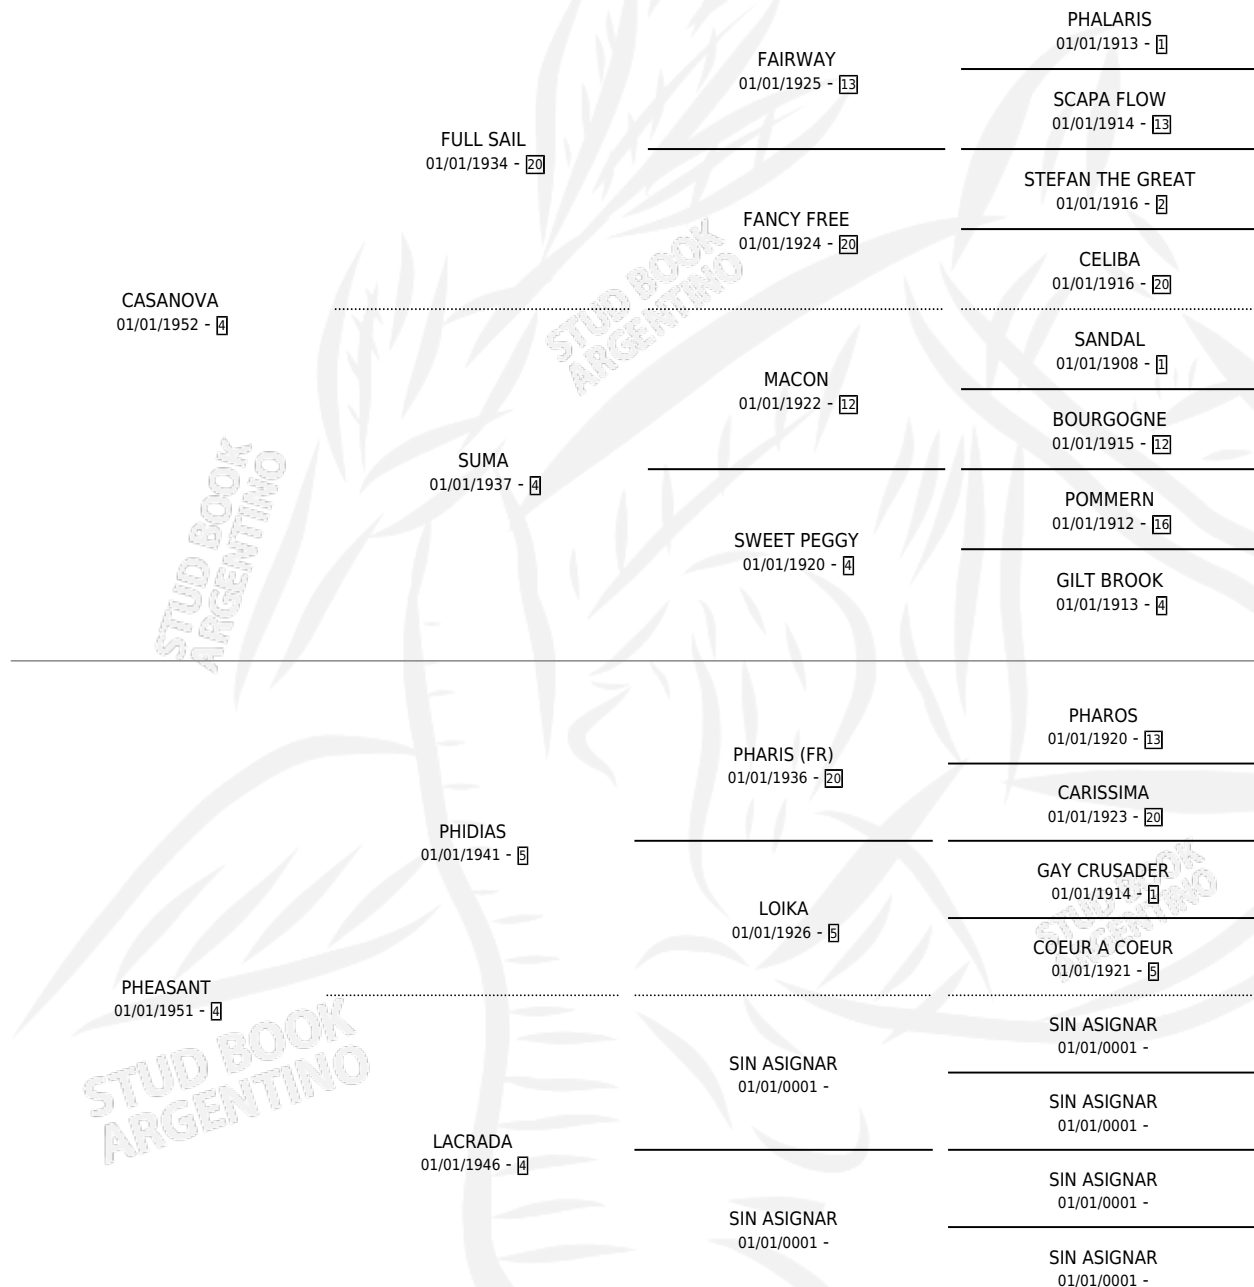 PHALARIS
01/01/1913 - 1
FAIRWAY
01/01/1925 - 13
SCAPA FLOW
01/01/1914 - 13
FULL SAIL
01/01/1934 - 20
STEFAN THE GREAT
01/01/1916 - 2
FANCY FREE
01/01/1924 - 20
CELIBA
01/01/1916 - 20
CASANOVA
01/01/1952 - 4
SANDAL
01/01/1908 - 1
MACON
01/01/1922 - 12
BOURGOGNE
01/01/1915 - 12
SUMA
01/01/1937 - 4
POMMERN
01/01/1912 - 16
SWEET PEGGY
01/01/1920 - 4
GILT BROOK
01/01/1913 - 4
PHAROS
01/01/1920 - 13
PHARIS (FR)
01/01/1936 - 20
CARISSIMA
01/01/1923 - 20
PHIDIAS
01/01/1941 - 5
GAY CRUSADER
01/01/1914 - 1
LOIKA
01/01/1926 - 5
COEUR A COEUR
01/01/1921 - 5
PHEASANT
01/01/1951 - 4
SIN ASIGNAR
01/01/0001 -
SIN ASIGNAR
01/01/0001 -
SIN ASIGNAR
01/01/0001 -
LACRADA
01/01/1946 - 4
SIN ASIGNAR
01/01/0001 -
SIN ASIGNAR
01/01/0001 -
SIN ASIGNAR
01/01/0001 -
STUD BOOK
ARGENTINO
STUD BOOK
ARGENTINO
STUD BOOK
ARGENTINO
STUD BOOK
ARGENTINO